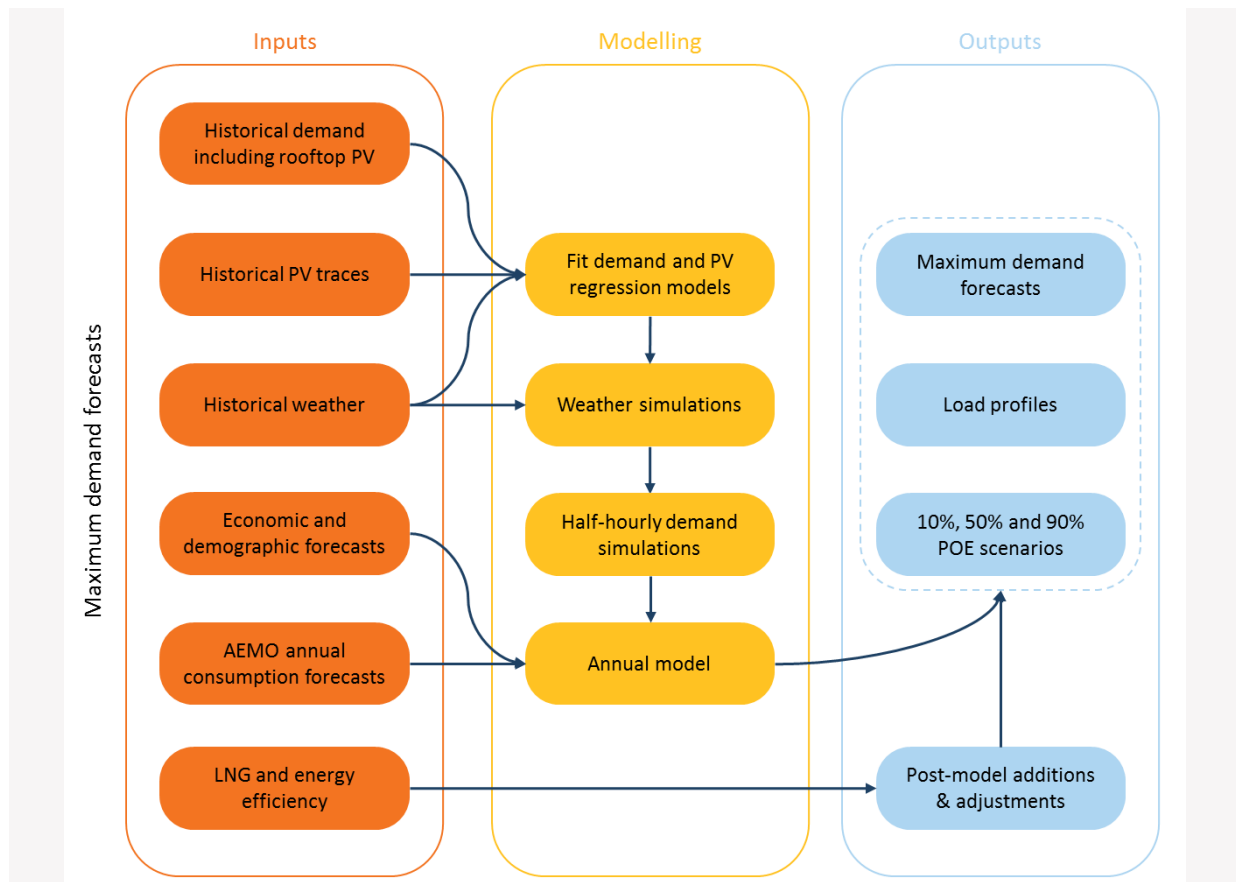 Maximum demand forecasts
Inputs
Historical demand
including rooftop PV
Historical PV traces
Historical weather
Economic and
demographic forecasts
AEMO annual
consumption forecasts
LNG and energy
efficiency
Modelling
Fit demand and PV
regression models
Weather simulations
Half-hourly demand
simulations
Annual model
Outputs
Maximum demand
forecasts
Load profiles
10%, 50% and 90%
POE scenarios
Post-model additions
& adjustments